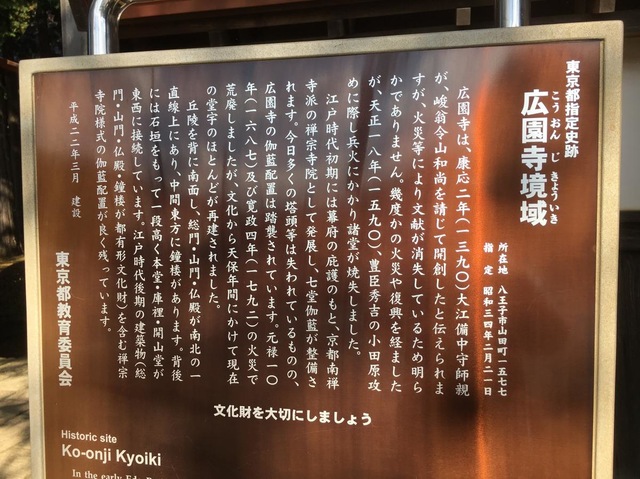 東京都指定史跡
広園寺境域
こうおんじきょういき
所在地 八王子市山田町一五七七
指定 昭和三四年二月二一日
広園寺は、康応二年(一三九〇)大江備中守師親
が、峻翁令山和尚を請じて開創したと伝えられま
すが、火災等により文献が消失しているため明ら
かでありません。幾度かの火災や復興を経ました
が、天正一八年(一五九〇)、豊臣秀吉の小田原攻
めに際し兵火にかかり諸堂が焼失しました。
江戸時代初期には幕府の庇護のもと、京都南禅
寺派の禅宗寺院として発展し、七堂伽藍が整備さ
れます。今日多くの塔頭等は失われているものの、
広園寺の伽藍配置は踏襲されています。元禄一〇
年(一六八七)及び寛政四年(一七九二)の火災で
荒廃しましたが、文化から天保年間にかけて現在
の堂宇のほとんどが再建されました。
丘陵を背に南面し、総門・山門・仏殿が南北の一
直線上にあり、中間東方に鐘楼があります。背後
には石垣をもって一段高く本堂・庫裡・開山堂が
東西に接続しています。江戸時代後期の建築物(総
門・山門・仏殿・鐘楼が都有形文化財)を含む禅宗
寺院様式の伽藍配置が良く残っています。
平成二二年三月 建設
東京都教育委員会
文化財を大切にしましょう
Historic site
Ko-onji Kyoiki
In the early Edo